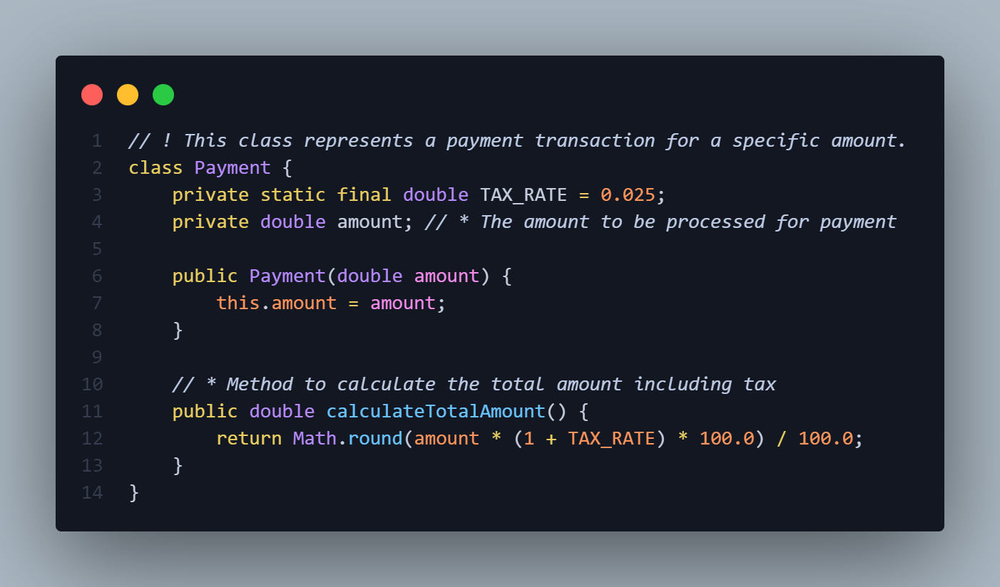 1 // ! This class represents a payment transaction for a specific amount.
2 class Payment {
3     private static final double TAX_RATE = 0.025;
4     private double amount; // * The amount to be processed for payment
5
6     public Payment(double amount) {
7         this.amount = amount;
8     }
9
10     // * Method to calculate the total amount including tax
11     public double calculateTotalAmount() {
12         return Math.round(amount * (1 + TAX_RATE) * 100.0) / 100.0;
13     }
14 }